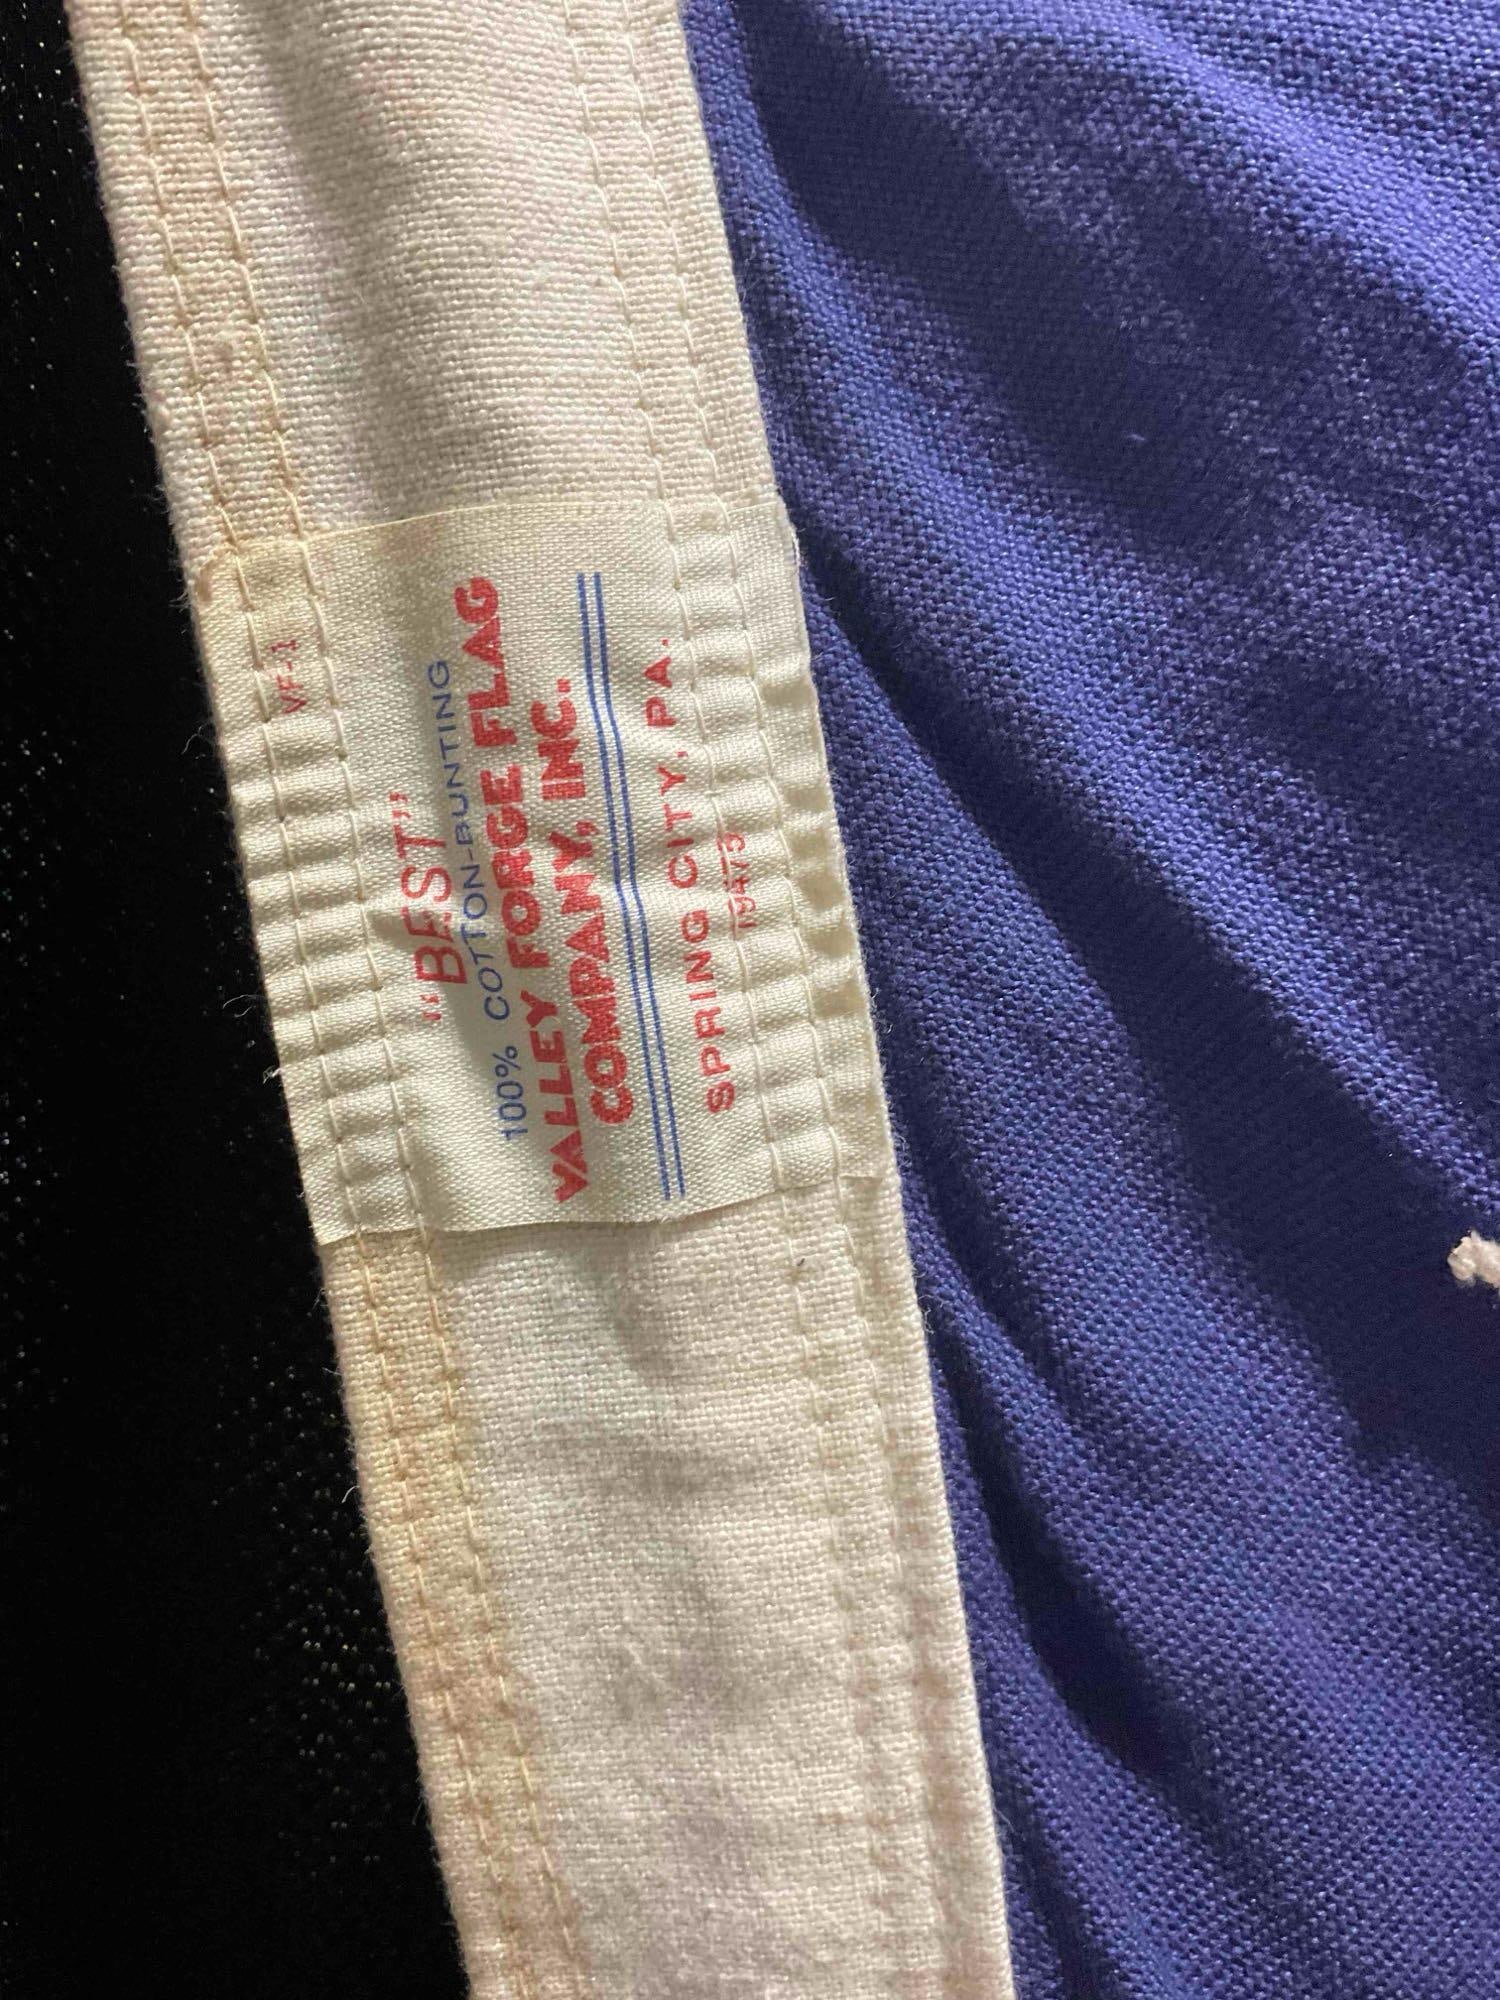 VF-1
"BEST"
100% COTTON-BUNTING
VALLEY FORGE FLAG
COMPANY, INC.
SPRING CITY, PA.
19475